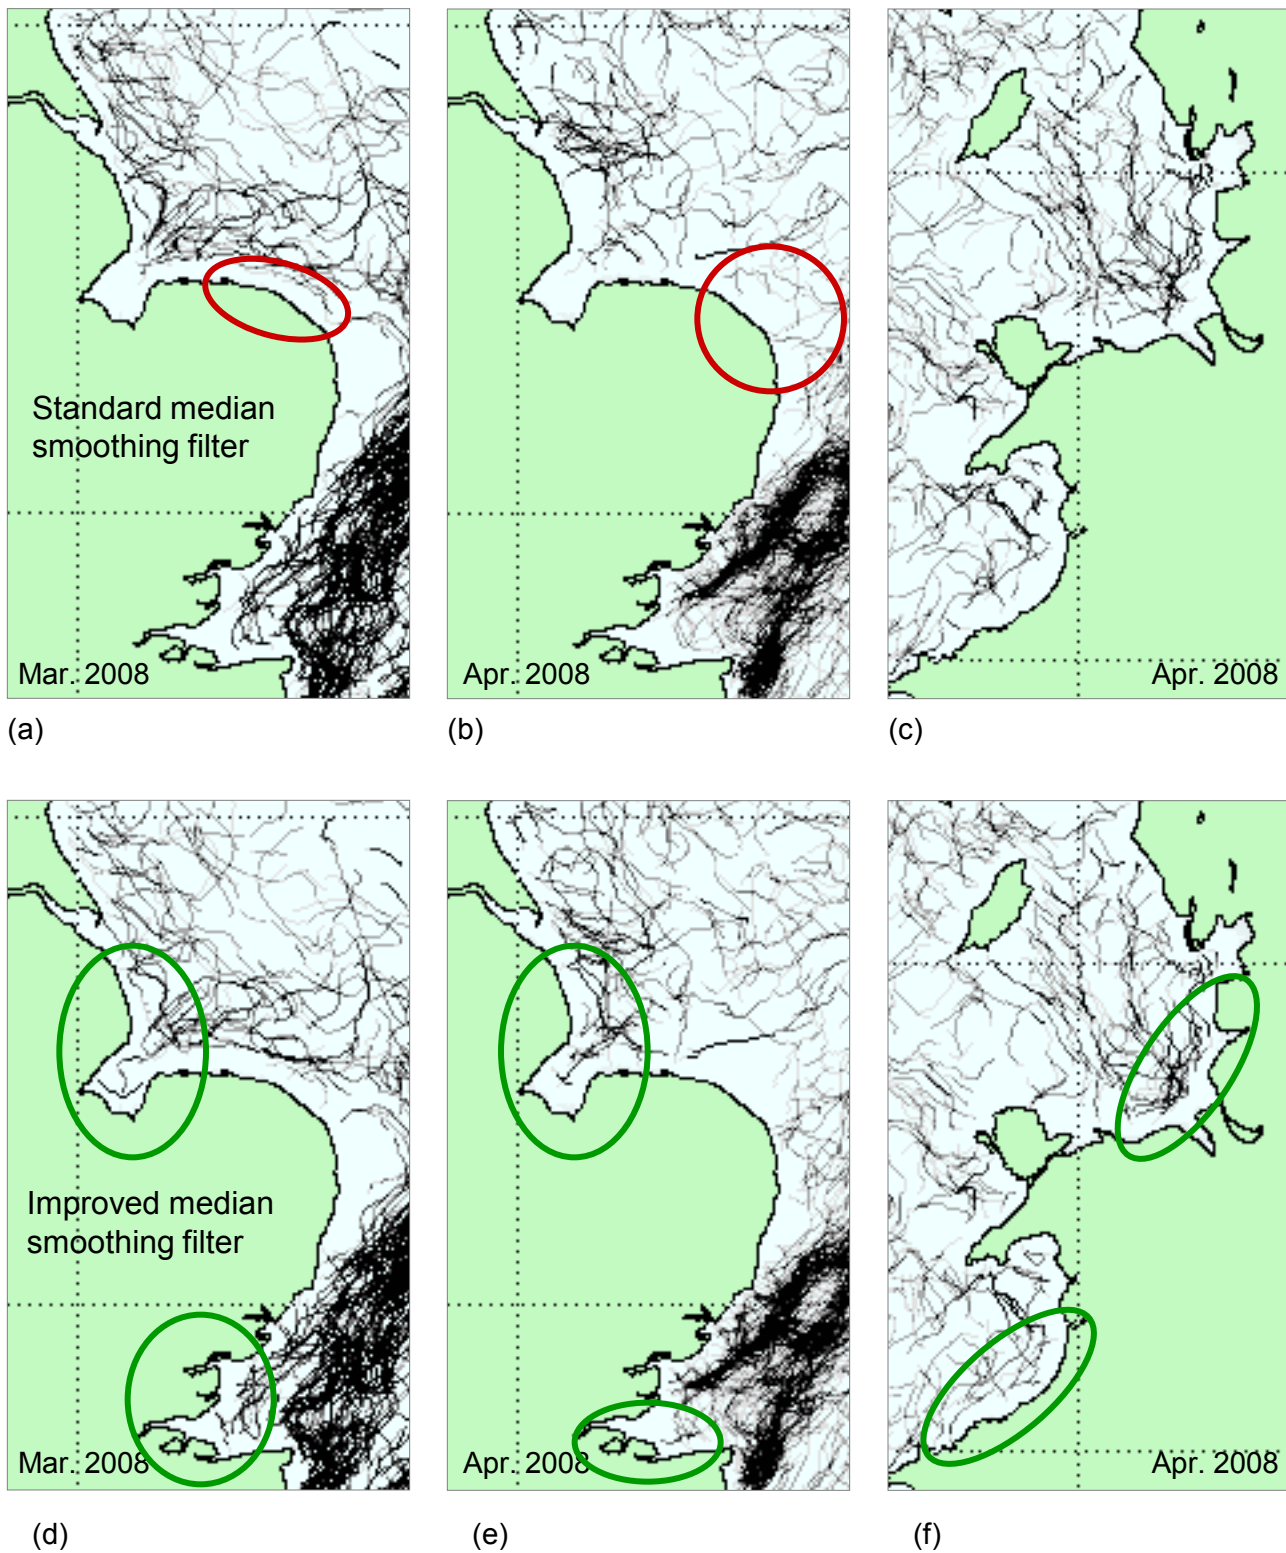 Standard median
smoothing filter
Mar. 2008
Apr. 2008
Apr. 2008
(a)
(b)
(c)
Improved median
smoothing filter
Mar. 2008
Apr. 2008
Apr. 2008
(d)
(e)
(f)